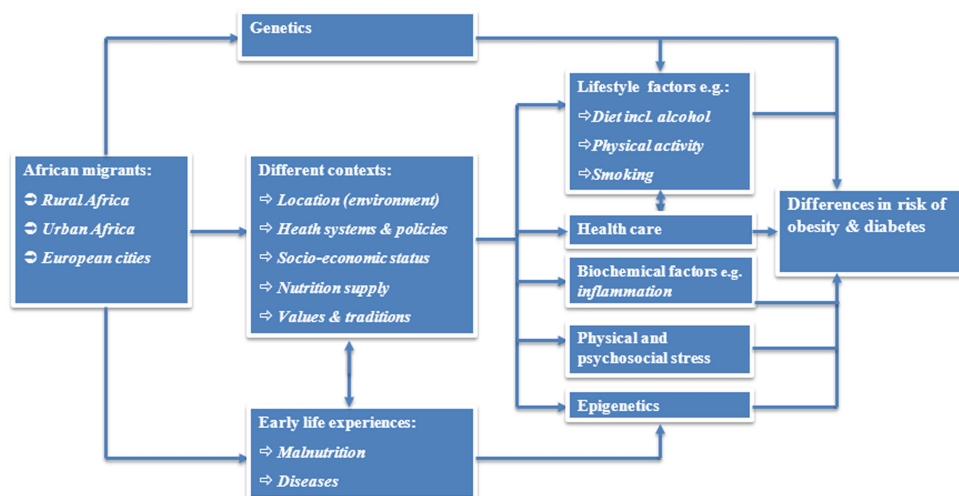 Genetics
African migrants:
➲ Rural Africa
➲ Urban Africa
➲ European cities
Different contexts:
⇨ Location (environment)
⇨ Heath systems & policies
⇨ Socio-economic status
⇨ Nutrition supply
⇨ Values & traditions
Early life experiences:
⇨ Malnutrition
⇨ Diseases
Lifestyle factors e.g.:
⇨Diet incl. alcohol
⇨Physical activity
⇨Smoking
Health care
Biochemical factors e.g.
inflammation
Physical and
psychosocial stress
Epigenetics
Differences in risk of
obesity & diabetes